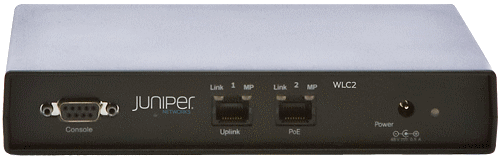 Link 1 MP
Link 2 MP
WLC2
JUNIPER
NETWORKS
Console
Uplink
PoE
Power